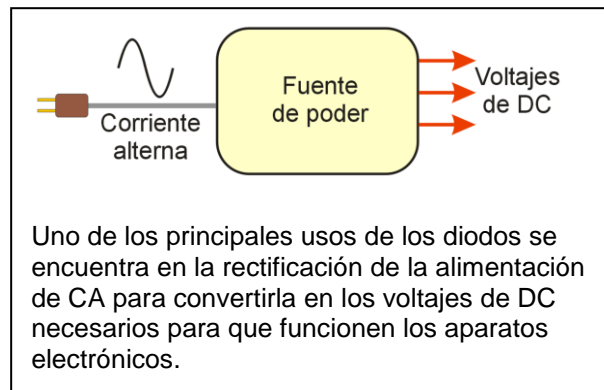 Fuente
de poder
Voltajes
de DC
Corriente
alterna
Uno de los principales usos de los diodos se
encuentra en la rectificación de la alimentación
de CA para convertirla en los voltajes de DC
necesarios para que funcionen los aparatos
electrónicos.